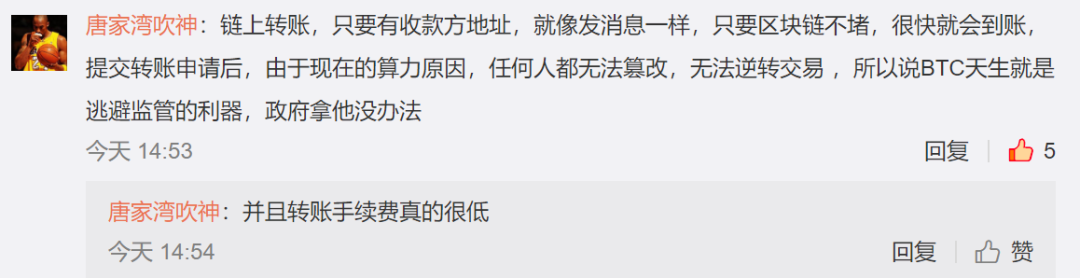 唐家湾吹神：链上转账，只要有收款方地址，就像发消息一样，只要区块链不堵，很快就会到账，
提交转账申请后，由于现在的算力原因，任何人都无法篡改，无法逆转交易 ，所以说BTC天生就是
逃避监管的利器，政府拿他没办法
今天 14:53 回复 5
唐家湾吹神：并且转账手续费真的很低
今天 14:54 回复 赞